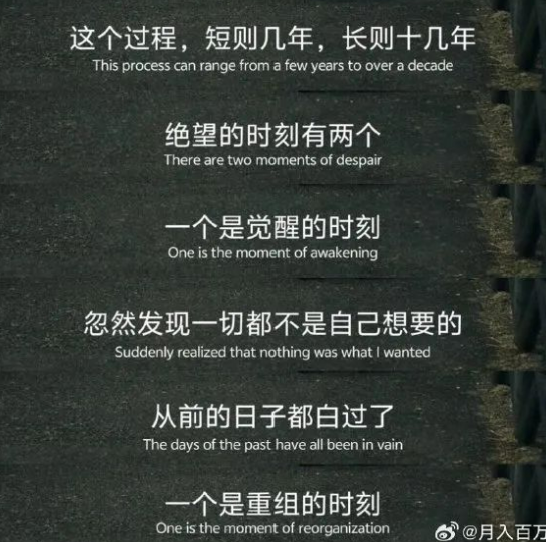 这个过程，短则几年，长则十几年
This process can range from a few years to over a decade
绝望的时刻有两个
There are two moments of despair
一个是觉醒的时刻
One is the moment of awakening
忽然发现一切都不是自己想要的
Suddenly realized that nothing was what I wanted
从前的日子都白过了
The days of the past have all been in vain
一个是重组的时刻
One is the moment of reorganization
@月入百万